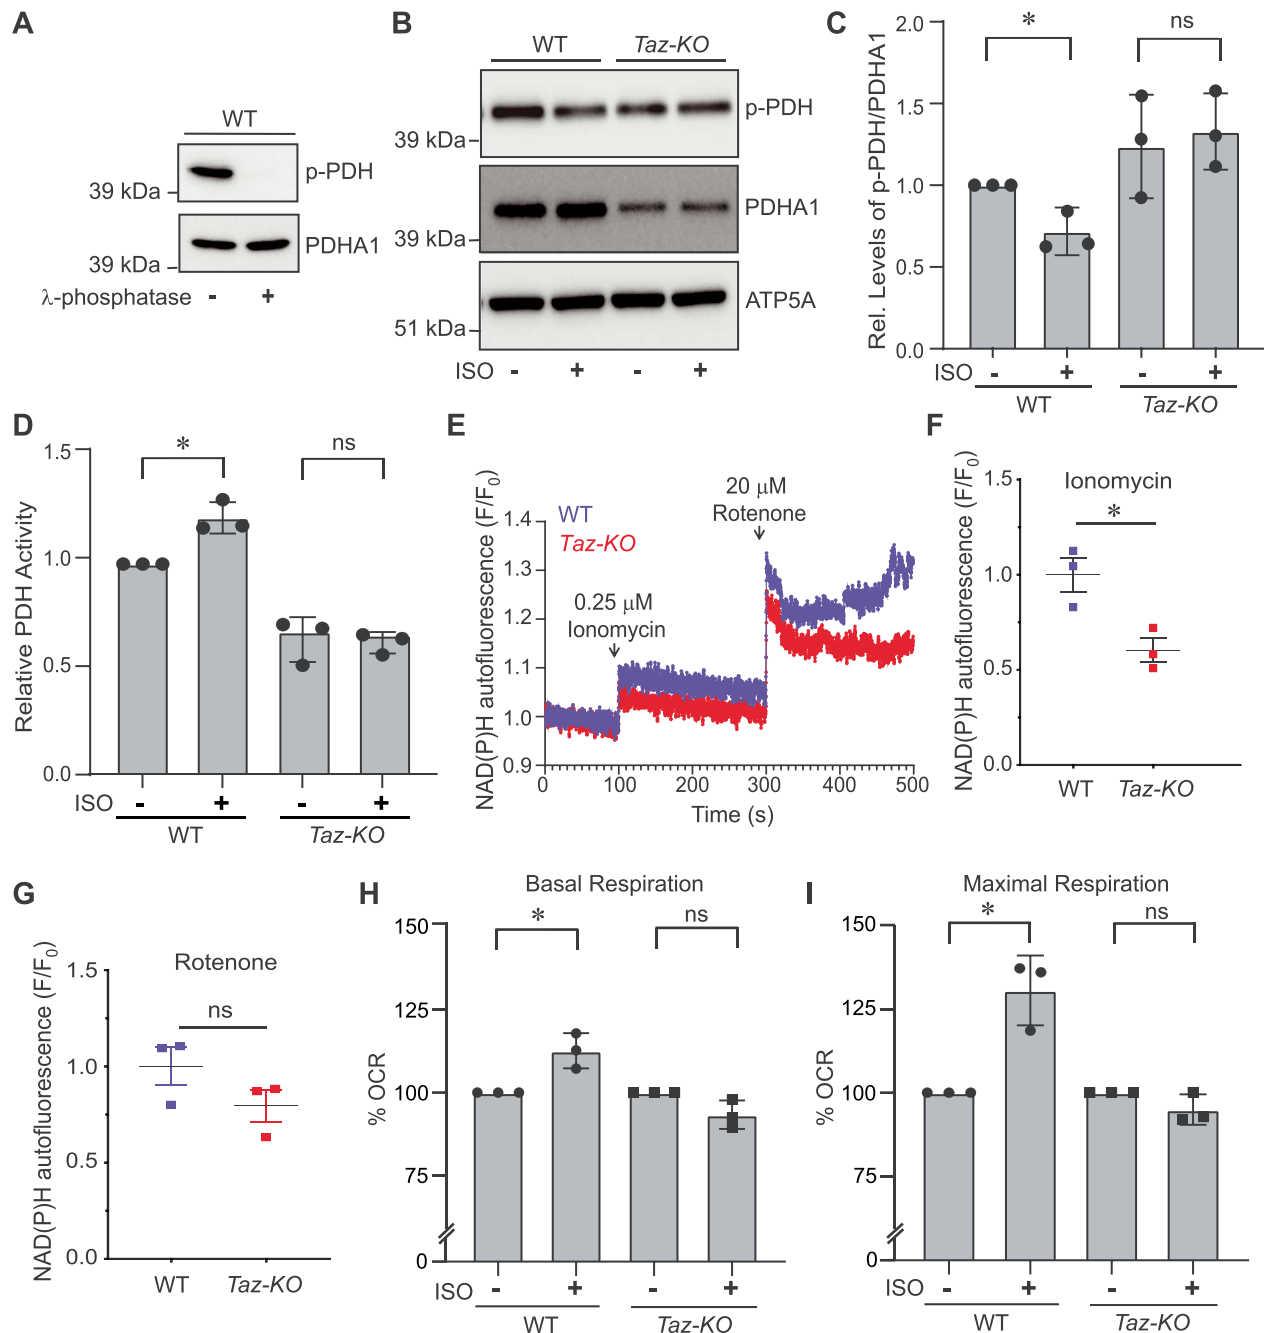 A
WT
p-PDH
39 kDa
PDHA1
39 kDa
λ-phosphatase - +
B
WT Taz-KO
p-PDH
39 kDa
PDHA1
39 kDa
ATP5A
51 kDa
ISO - + - +
C
Rel. Levels of p-PDH/PDHA1
2.0
1.5
1.0
0.5
0.0
* ns
ISO - + - +
WT Taz-KO
D
Relative PDH Activity
1.5
1.0
0.5
0.0
* ns
ISO - + - +
WT Taz-KO
E
NAD(P)H autofluorescence (F/F0)
1.4
1.3
1.2
1.1
1.0
0.9
WT
Taz-KO
0.25 μM
Ionomycin
20 μM
Rotenone
0 100 200 300 400 500
Time (s)
F
NAD(P)H autofluorescence (F/F0)
Ionomycin
*
1.5
1.0
0.5
0.0
WT Taz-KO
G
NAD(P)H autofluorescence (F/F0)
Rotenone
ns
1.5
1.0
0.5
0.0
WT Taz-KO
H
Basal Respiration
% OCR
150
125
100
75
0
* ns
ISO - + - +
WT Taz-KO
I
Maximal Respiration
% OCR
150
125
100
75
0
* ns
ISO - + - +
WT Taz-KO